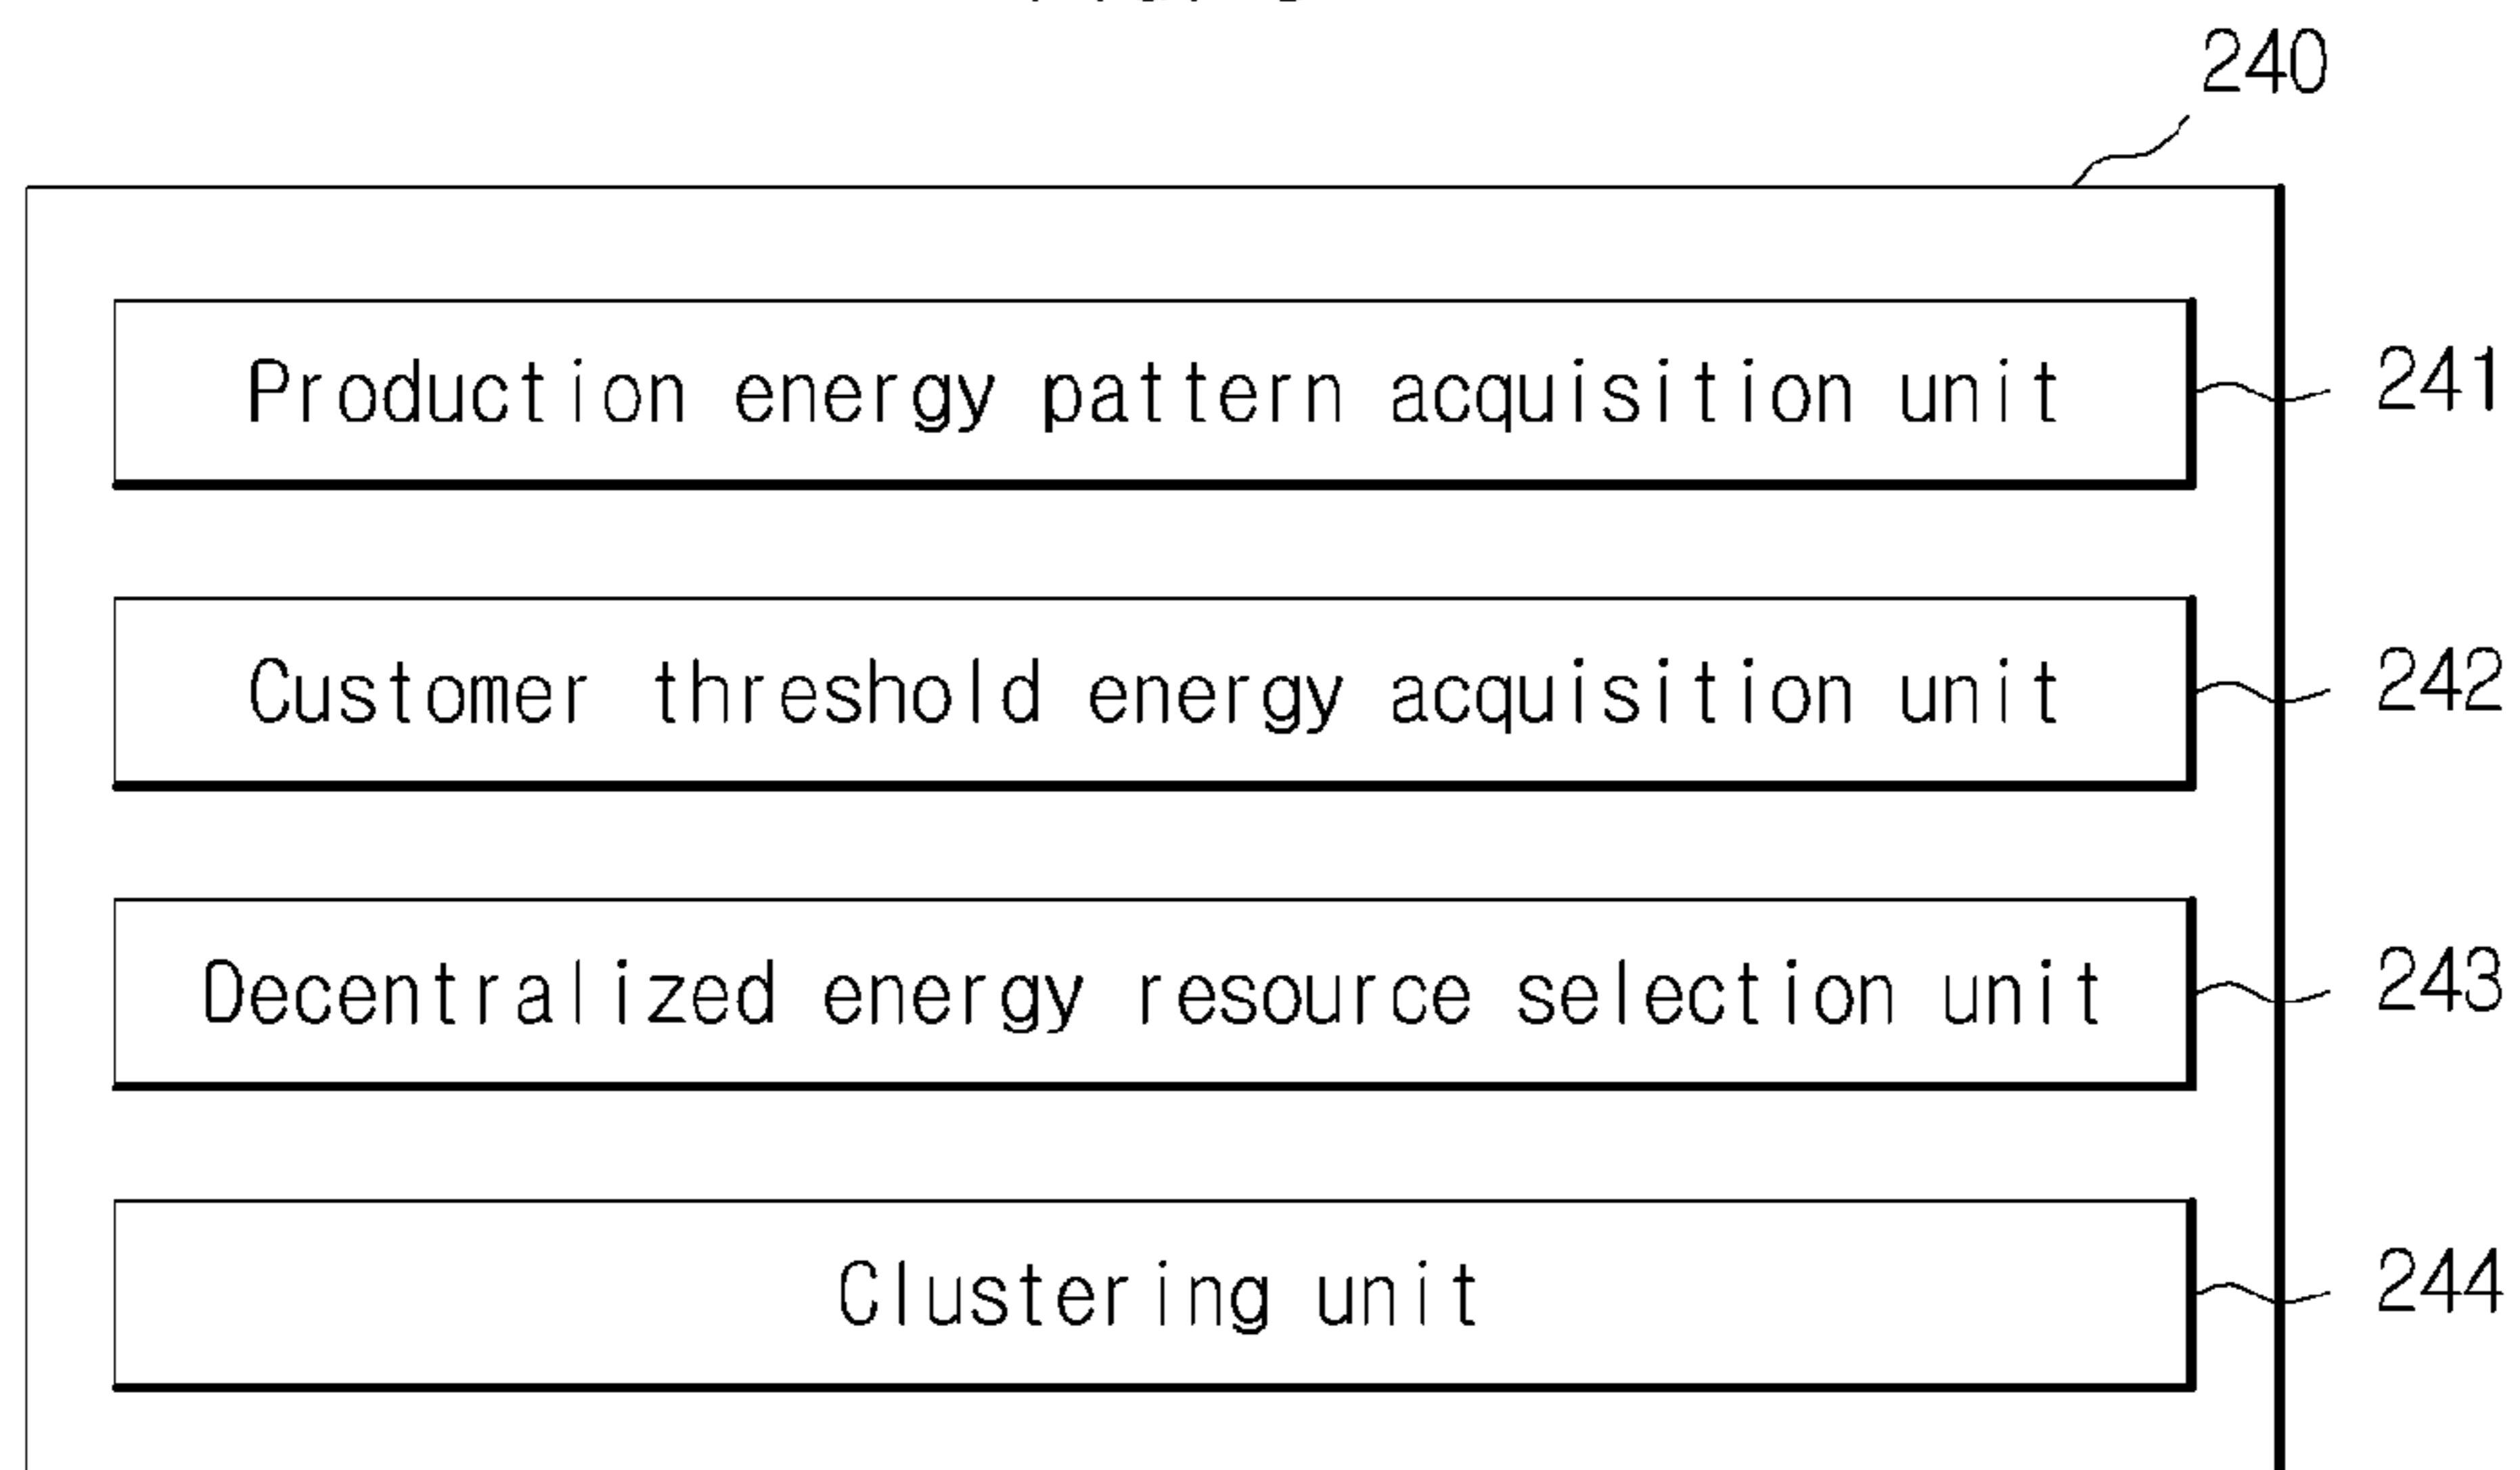 240
Production energy pattern acquisition unit 241
Customer threshold energy acquisition unit 242
Decentralized energy resource selection unit 243
Clustering unit 244